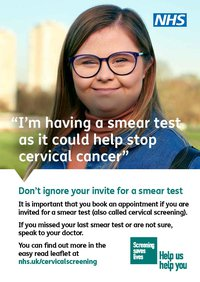 NHS
“I’m having a smear test
as it could help stop
cervical cancer”
Don’t ignore your invite for a smear test
It is important that you book an appointment if you are
invited for a smear test (also called cervical screening).
If you missed your last smear test or are not sure,
speak to your doctor.
You can find out more in the
easy read leaflet at
nhs.uk/cervicalscreening
Screening
saves
lives
Help us
help you